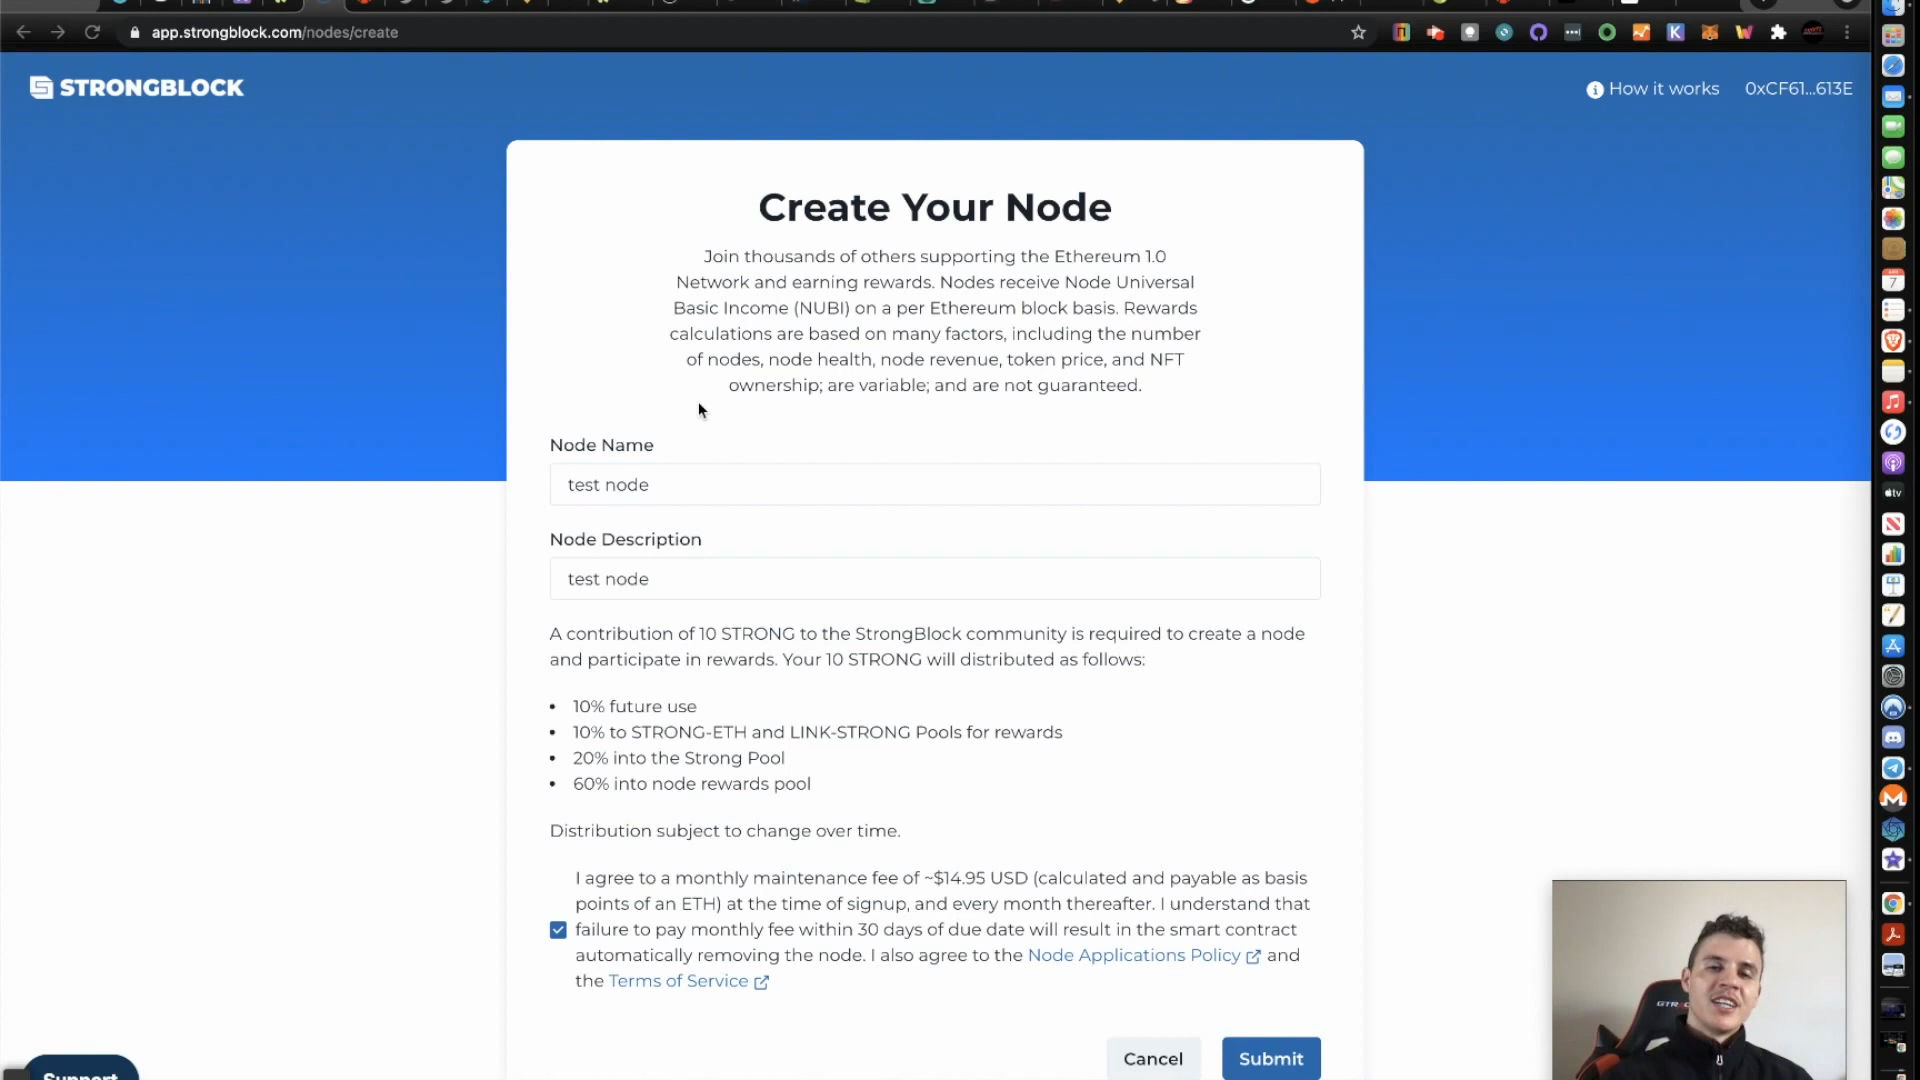 app.strongblock.com/nodes/create
STRONGBLOCK
How it works 0xCF61...613E
Create Your Node
Join thousands of others supporting the Ethereum 1.0
Network and earning rewards. Nodes receive Node Universal
Basic Income (NUBI) on a per Ethereum block basis. Rewards
calculations are based on many factors, including the number
of nodes, node health, node revenue, token price, and NFT
ownership; are variable; and are not guaranteed.
Node Name
test node
Node Description
test node
A contribution of 10 STRONG to the StrongBlock community is required to create a node
and participate in rewards. Your 10 STRONG will distributed as follows:
• 10% future use
• 10% to STRONG-ETH and LINK-STRONG Pools for rewards
• 20% into the Strong Pool
• 60% into node rewards pool
Distribution subject to change over time.
I agree to a monthly maintenance fee of ~$14.95 USD (calculated and payable as basis
points of an ETH) at the time of signup, and every month thereafter. I understand that
failure to pay monthly fee within 30 days of due date will result in the smart contract
automatically removing the node. I also agree to the Node Applications Policy and
the Terms of Service
Cancel Submit
Support
7
tv